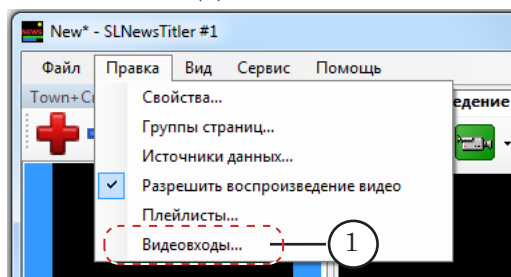 NEWS New* - SLNewsTitler #1
Файл Правка Вид Сервис Помощь
Town+C
едение
Свойства...
Группы страниц...
Источники данных...
Разрешить воспроизведение видео
Плейлисты...
Видеовходы...
1